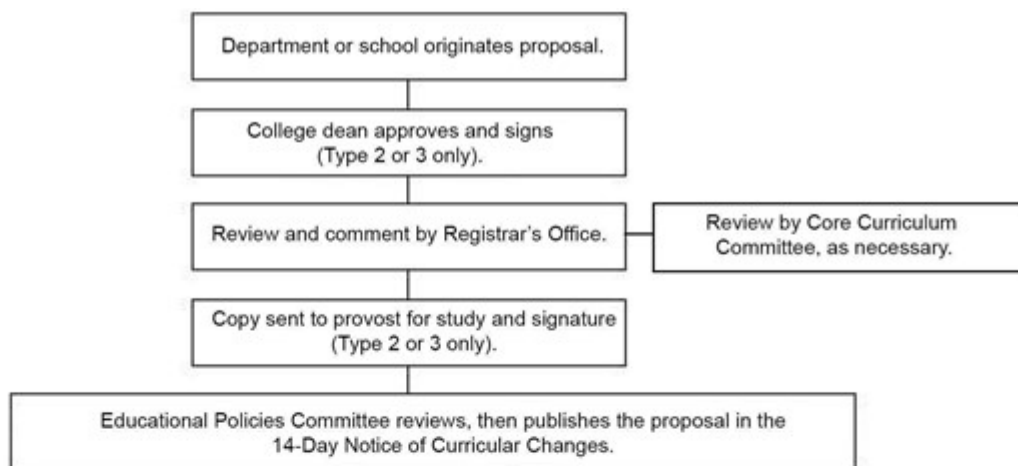 Department or school originates proposal.
College dean approves and signs
(Type 2 or 3 only).
Review and comment by Registrar's Office.
Review by Core Curriculum
Committee, as necessary.
Copy sent to provost for study and signature
(Type 2 or 3 only).
Educational Policies Committee reviews, then publishes the proposal in the
14-Day Notice of Curricular Changes.